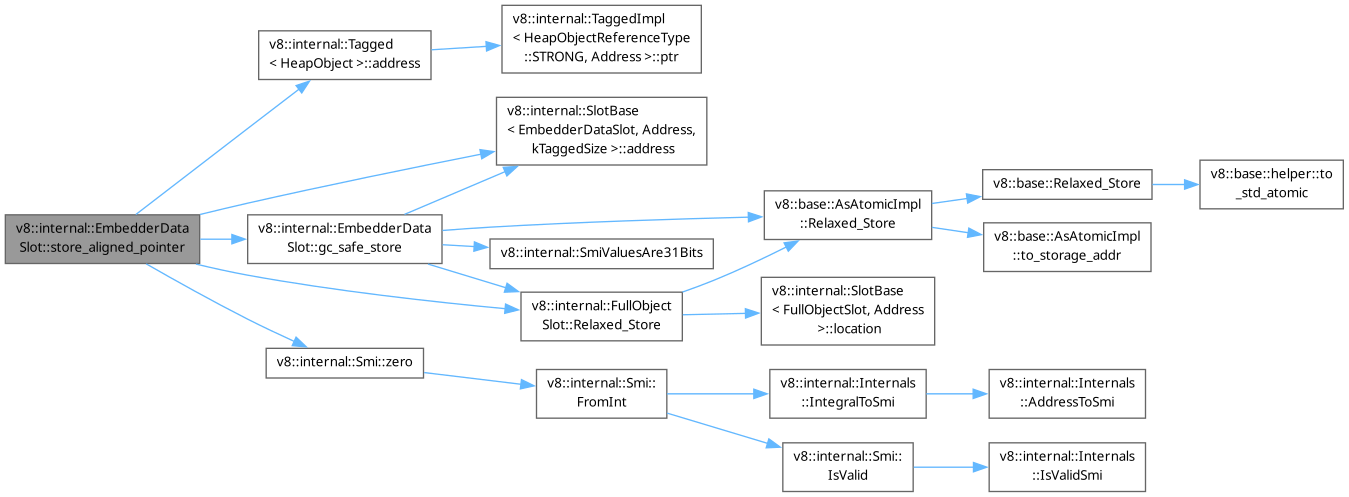 v8::internal::EmbedderData
Slot::store_aligned_pointer
v8::internal::Tagged
< HeapObject >::address
v8::internal::TaggedImpl
< HeapObjectReferenceType
::STRONG, Address >::ptr
v8::internal::SlotBase
< EmbedderDataSlot, Address,
kTaggedSize >::address
v8::internal::EmbedderData
Slot::gc_safe_store
v8::internal::SmiValuesAre31Bits
v8::internal::FullObject
Slot::Relaxed_Store
v8::base::AsAtomicImpl
::Relaxed_Store
v8::base::Relaxed_Store
v8::base::helper::to
_std_atomic
v8::base::AsAtomicImpl
::to_storage_addr
v8::internal::SlotBase
< FullObjectSlot, Address
>::location
v8::internal::Smi::zero
v8::internal::Smi::
FromInt
v8::internal::Internals
::IntegralToSmi
v8::internal::Internals
::AddressToSmi
v8::internal::Smi::
IsValid
v8::internal::Internals
::IsValidSmi